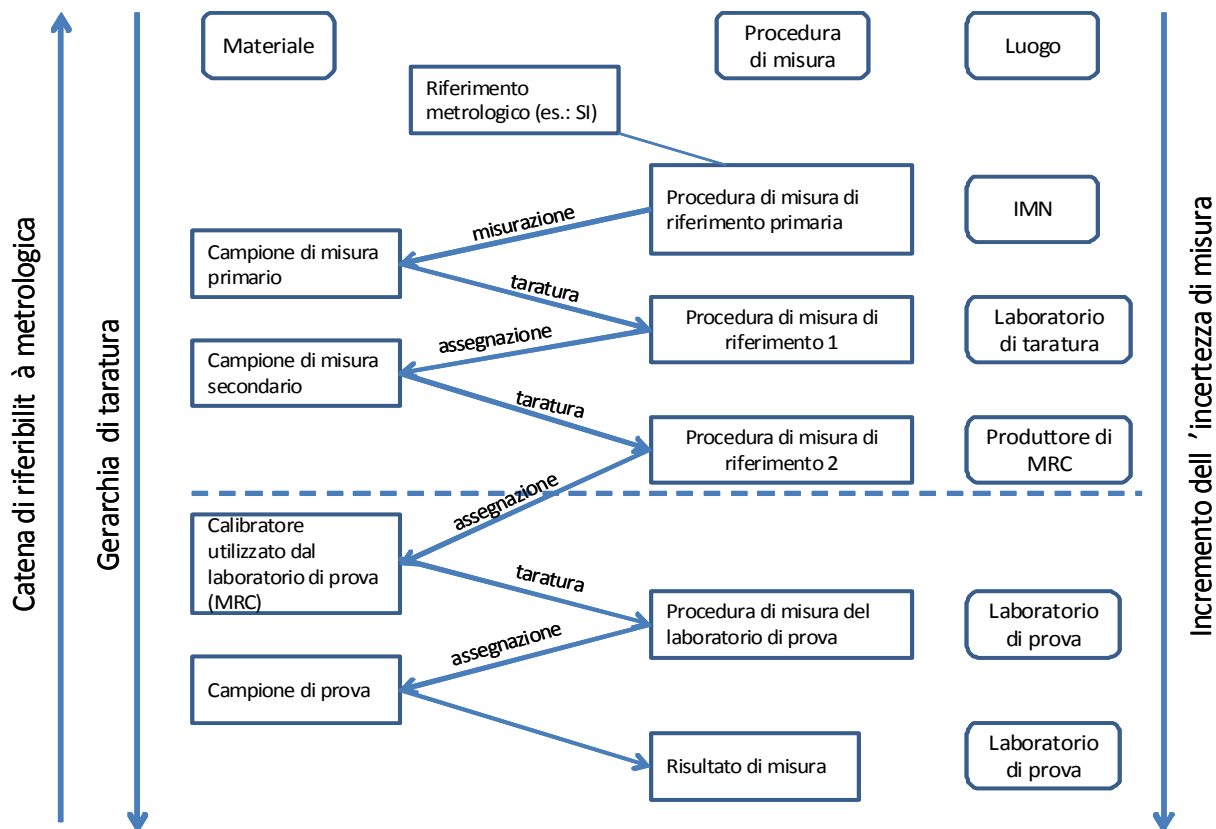 Materiale
Procedura
di misura
Luogo
Riferimento
metrologico (es.: SI)
Procedura di misura di
riferimento primaria
IMN
misurazione
Campione di misura
primario
taratura
Procedura di misura di
riferimento 1
Laboratorio
di taratura
assegnazione
Campione di misura
secondario
taratura
Procedura di misura di
riferimento 2
Produttore di
MRC
assegnazione
Calibratore
utilizzato dal
laboratorio di prova
(MRC)
taratura
Procedura di misura del
laboratorio di prova
Laboratorio
di prova
assegnazione
Campione di prova
Risultato di misura
Laboratorio
di prova
Catena di riferibilit à metrologica
Gerarchia di taratura
Incremento dell ’incertezza di misura